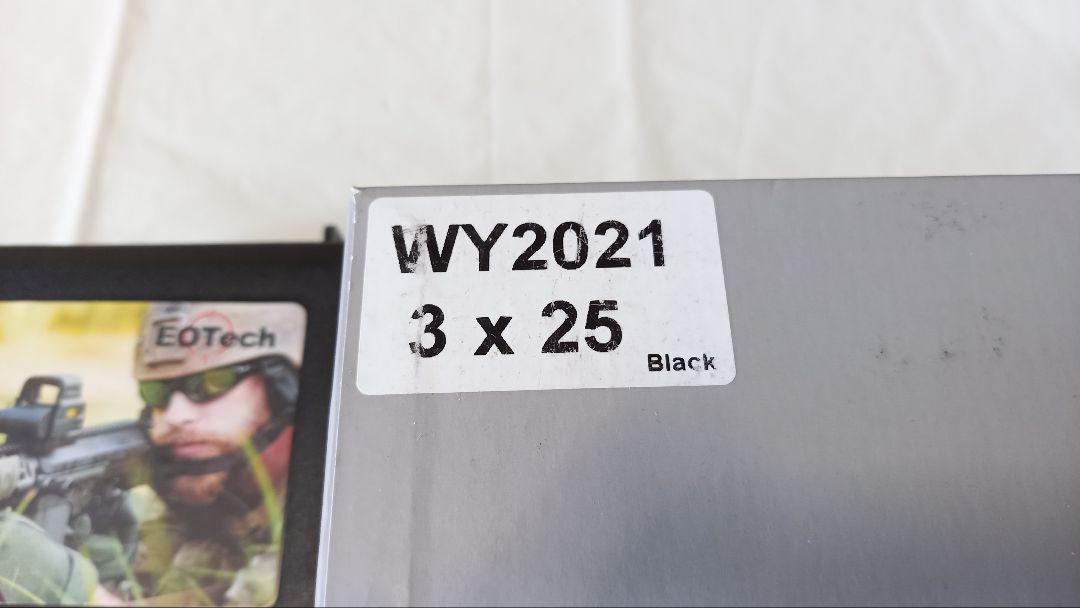 EOTech
WY2021
3 x 25
Black